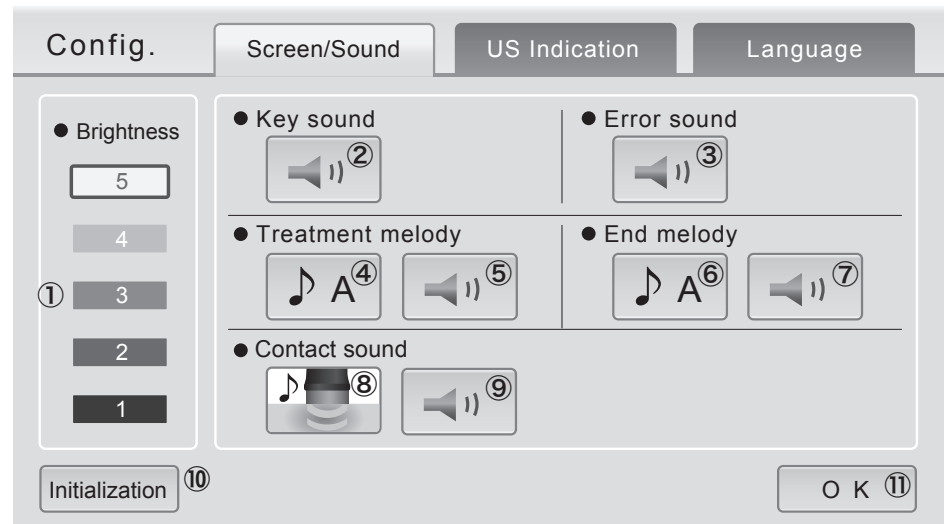 Config. Screen/Sound US Indication Language
● Brightness
5
4
① 3
2
1
● Key sound
②
● Error sound
③
● Treatment melody
♪ A④ ⑤
● End melody
♪ A⑥ ⑦
● Contact sound
♪ ⑧ ⑨
Initialization ⑩
O K ⑪